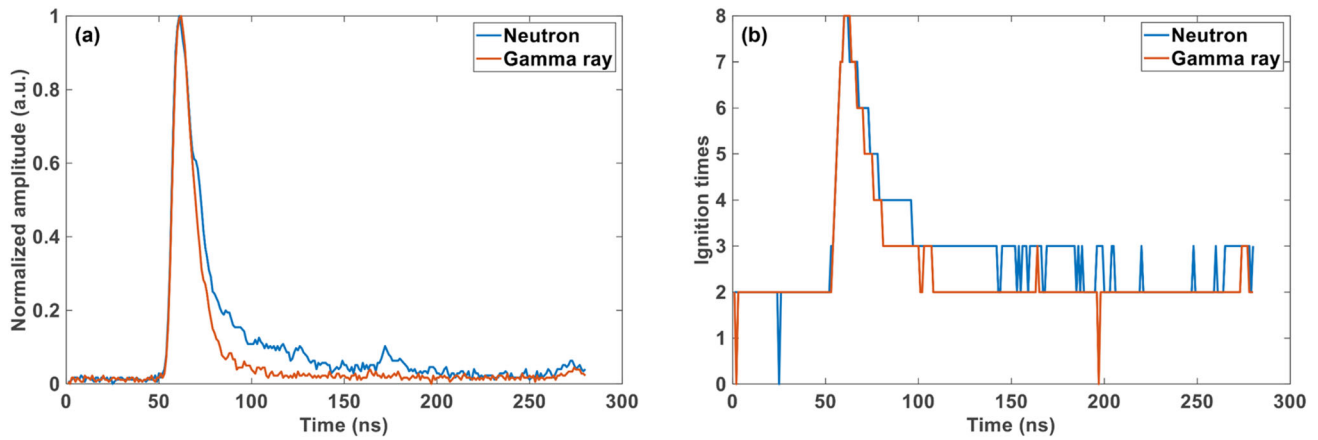 (a)
Neutron
Gamma ray
Normalized amplitude (a.u.)
1
0.8
0.6
0.4
0.2
0
0 50 100 150 200 250 300
Time (ns)
(b)
Neutron
Gamma ray
Ignition times
8
7
6
5
4
3
2
1
0
0 50 100 150 200 250 300
Time (ns)